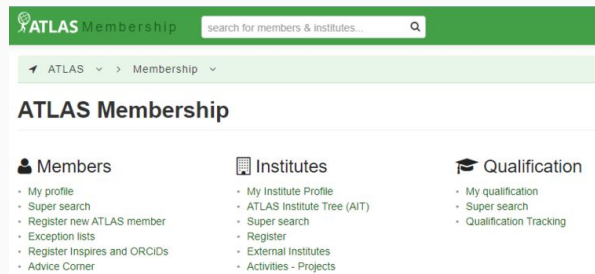 ATLAS Membership search for members & institutes...
ATLAS > Membership
ATLAS Membership
Members
My profile
Super search
Register new ATLAS member
Exception lists
Register Inspires and ORCIDs
Advice Corner
Institutes
My Institute Profile
ATLAS Institute Tree (AIT)
Super search
Register
External Institutes
Activities - Projects
Qualification
My qualification
Super search
Qualification Tracking